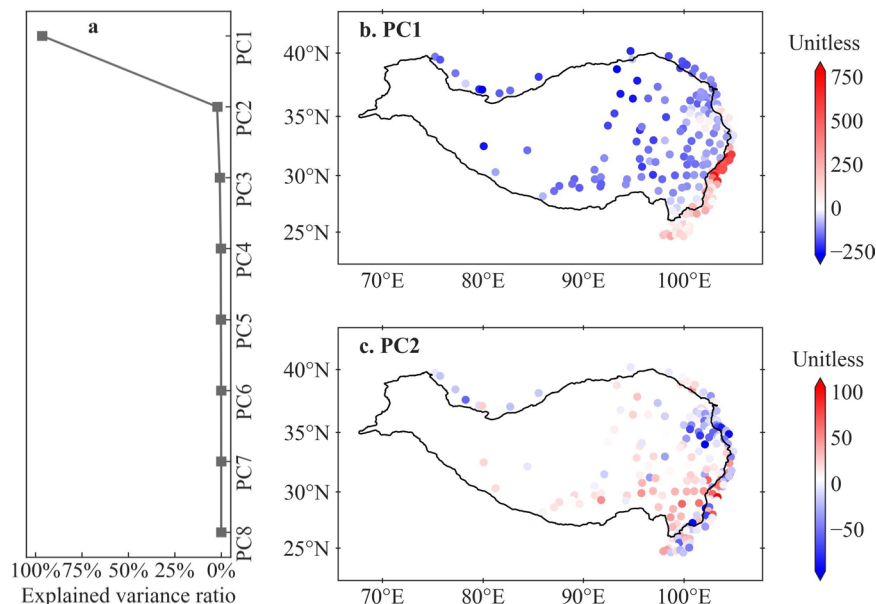 a
PC1
PC2
PC3
PC4
PC5
PC6
PC7
PC8
100% 75% 50% 25% 0%
Explained variance ratio
b. PC1
40°N
35°N
30°N
25°N
70°E 80°E 90°E 100°E
Unitless
750
500
250
0
−250
c. PC2
40°N
35°N
30°N
25°N
70°E 80°E 90°E 100°E
Unitless
100
50
0
−50